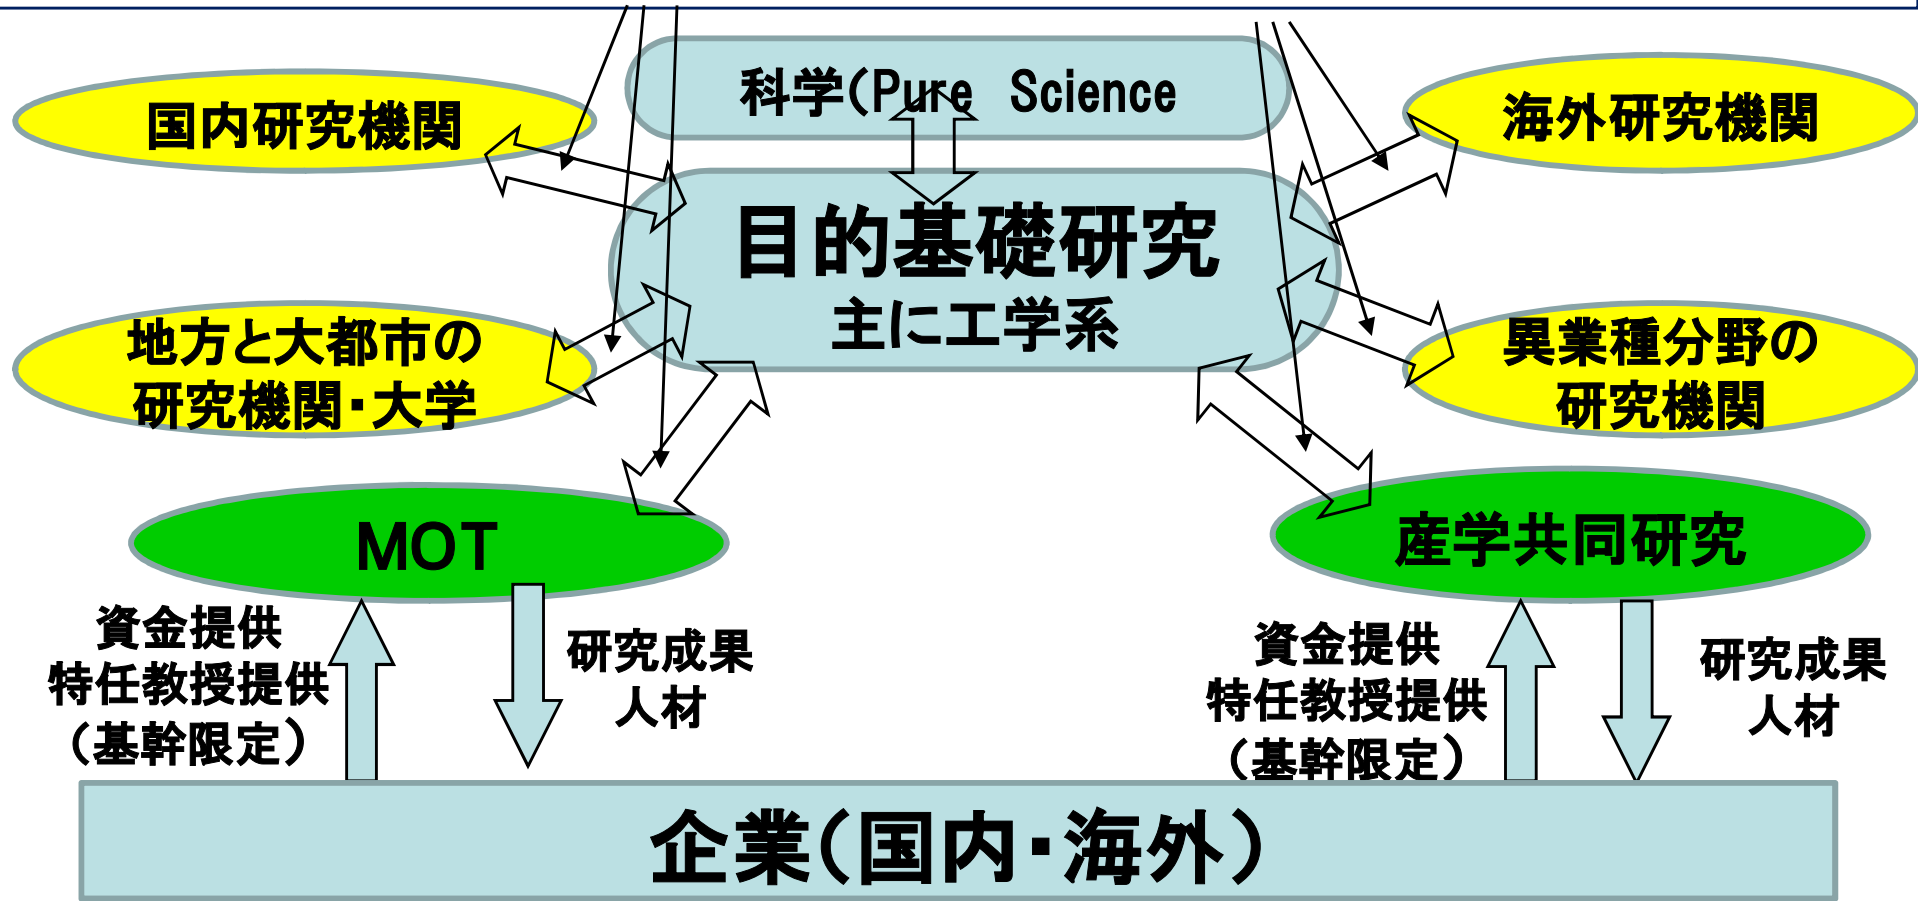 科学(Pure Science
国内研究機関
海外研究機関
目的基礎研究
主に工学系
地方と大都市の
研究機関・大学
異業種分野の
研究機関
MOT
産学共同研究
資金提供
特任教授提供
(基幹限定)
研究成果
人材
資金提供
特任教授提供
(基幹限定)
研究成果
人材
企業(国内・海外)